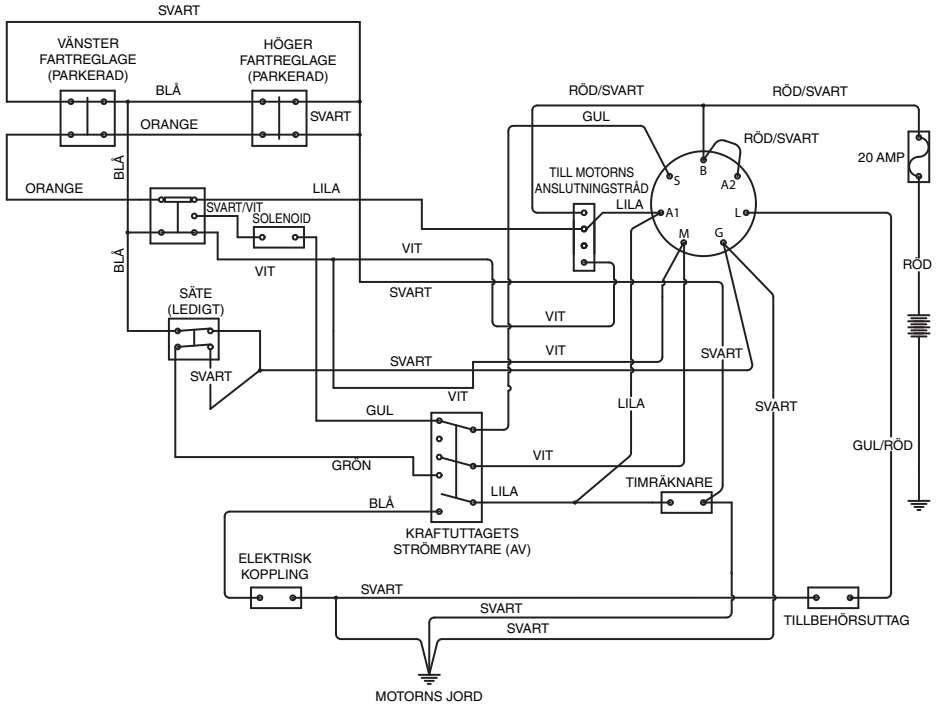 SVART
VÄNSTER
FARTREGLAGE
(PARKERAD)
HÖGER
FARTREGLAGE
(PARKERAD)
BLÅ
SVART
ORANGE
RÖD/SVART
RÖD/SVART
GUL
RÖD/SVART
20 AMP
BLÅ
ORANGE
LILA
TILL MOTORNS
ANSLUTNINGSTRÅD
S
B
A2
SVART/VIT
SOLENOID
LILA
A1
L
M
G
BLÅ
VIT
VIT
RÖD
SÄTE
(LEDIGT)
SVART
VIT
SVART
VIT
SVART
SVART
VIT
LILA
SVART
GUL
GUL/RÖD
GRÖN
VIT
TIMRÄKNARE
LILA
BLÅ
KRAFTUTTAGETS
STRÖMBRYTARE (AV)
ELEKTRISK
KOPPLING
SVART
SVART
SVART
TILLBEHÖRSUTTAG
MOTORNS JORD